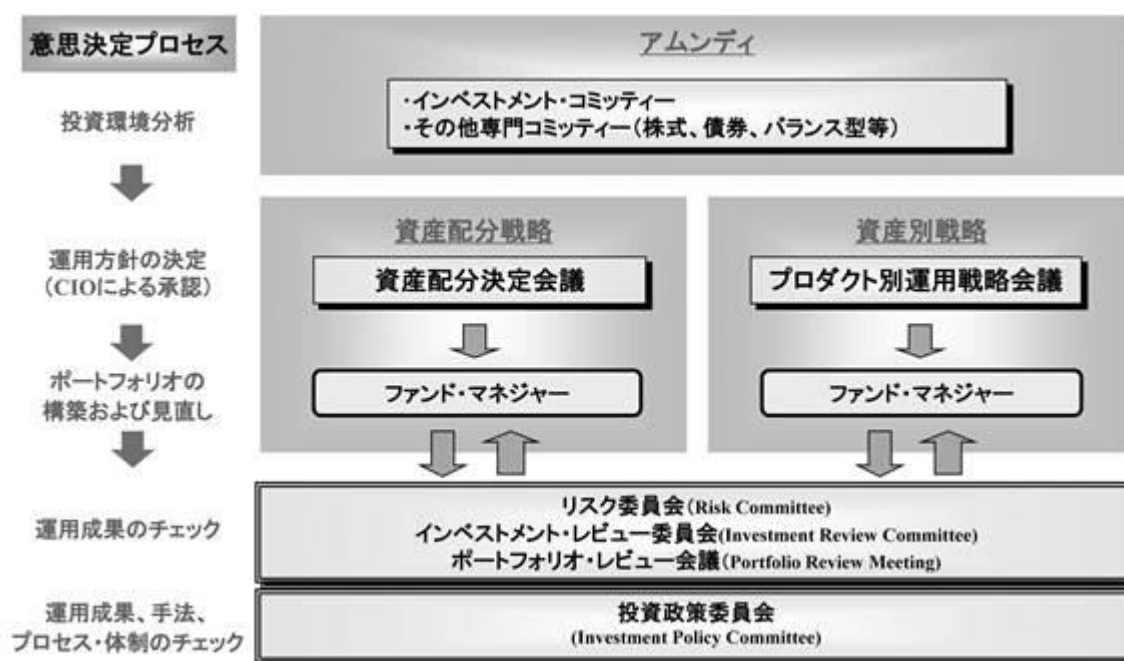 意思決定プロセス
アムンディ
投資環境分析
・インベストメント・コミッティー
・その他専門コミッティー(株式、債券、バランス型等)
運用方針の決定
(CIOによる承認)
資産配分戦略
資産配分決定会議
資産別戦略
プロダクト別運用戦略会議
ポートフォリオの
構築および見直し
ファンド・マネジャー
ファンド・マネジャー
運用成果のチェック
リスク委員会(Risk Committee)
インベストメント・レビュー委員会(Investment Review Committee)
ポートフォリオ・レビュー会議(Portfolio Review Meeting)
運用成果、手法、
プロセス・体制のチェック
投資政策委員会
(Investment Policy Committee)